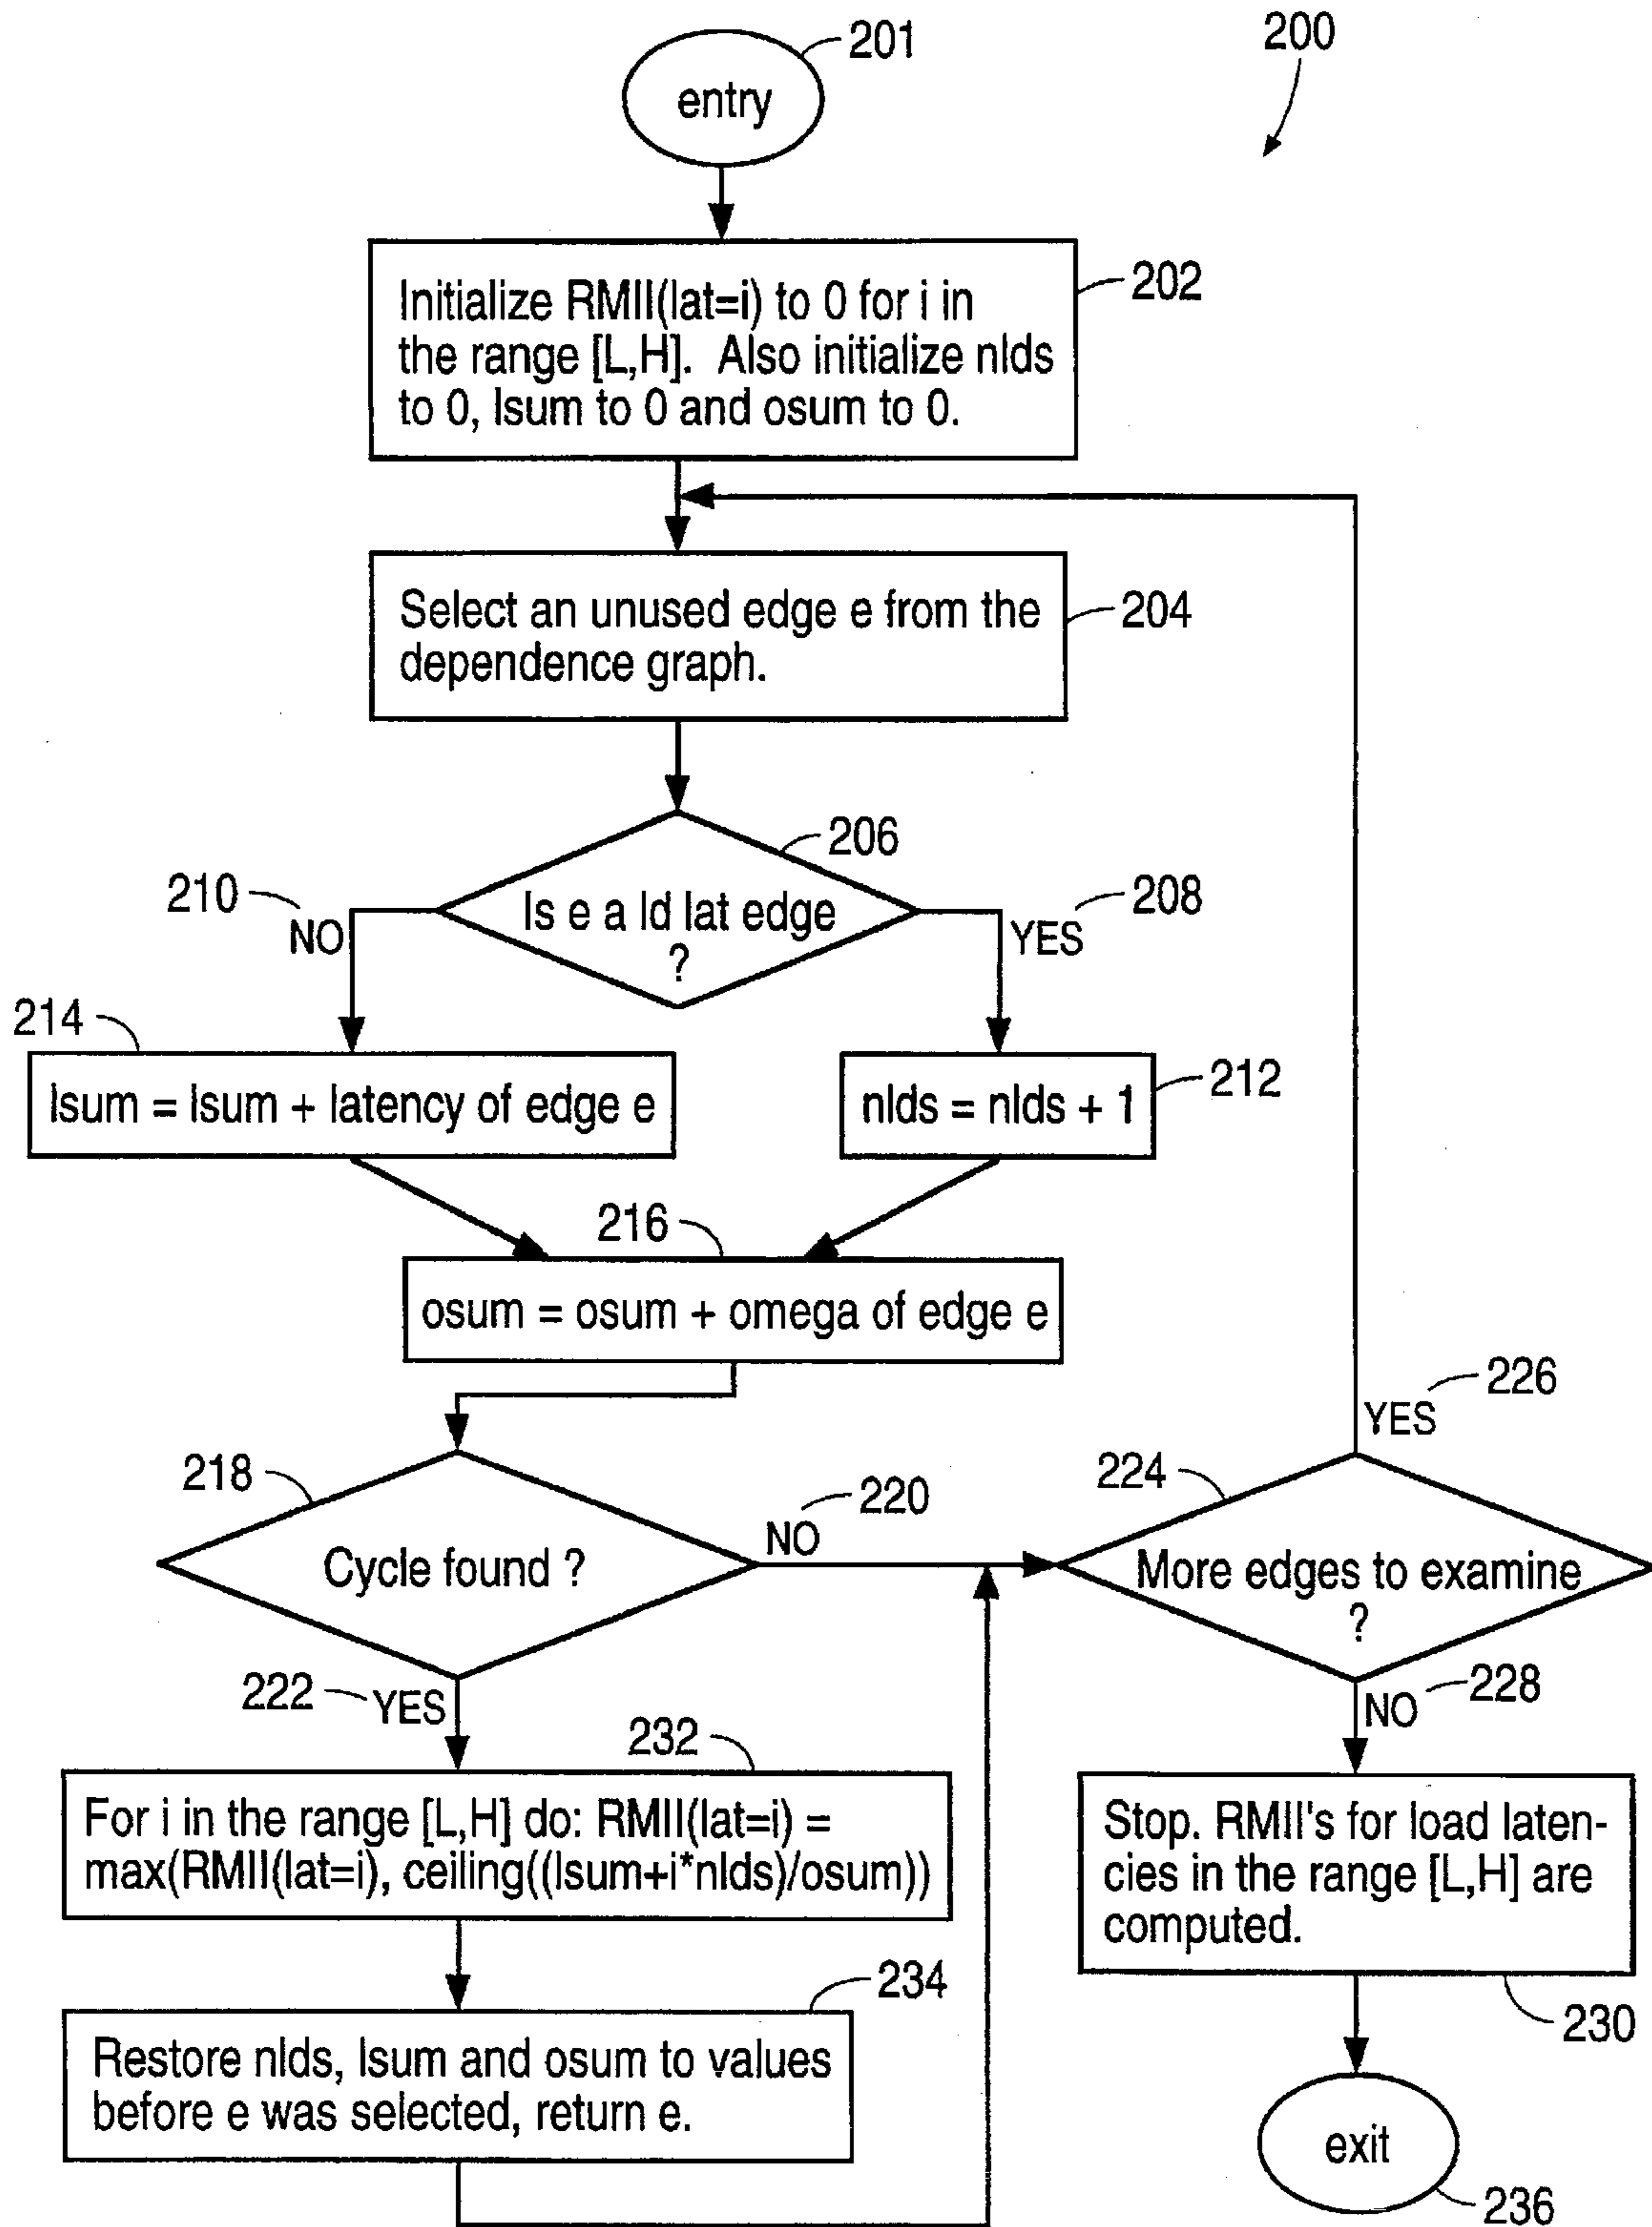 201
200
entry
202
Initialize RMII(lat=i) to 0 for i in
the range [L,H]. Also initialize nlds
to 0, lsum to 0 and osum to 0.
204
Select an unused edge e from the
dependence graph.
206
210
208
Is e a ld lat edge
?
NO
YES
214
212
lsum = lsum + latency of edge e
nlds = nlds + 1
216
osum = osum + omega of edge e
226
YES
218
220
224
NO
Cycle found ?
More edges to examine
?
222
YES
228
NO
232
For i in the range [L,H] do: RMII(lat=i) =
max(RMII(lat=i), ceiling((lsum+i*nlds)/osum))
Stop. RMII's for load laten-
cies in the range [L,H] are
computed.
234
230
Restore nlds, lsum and osum to values
before e was selected, return e.
exit
236